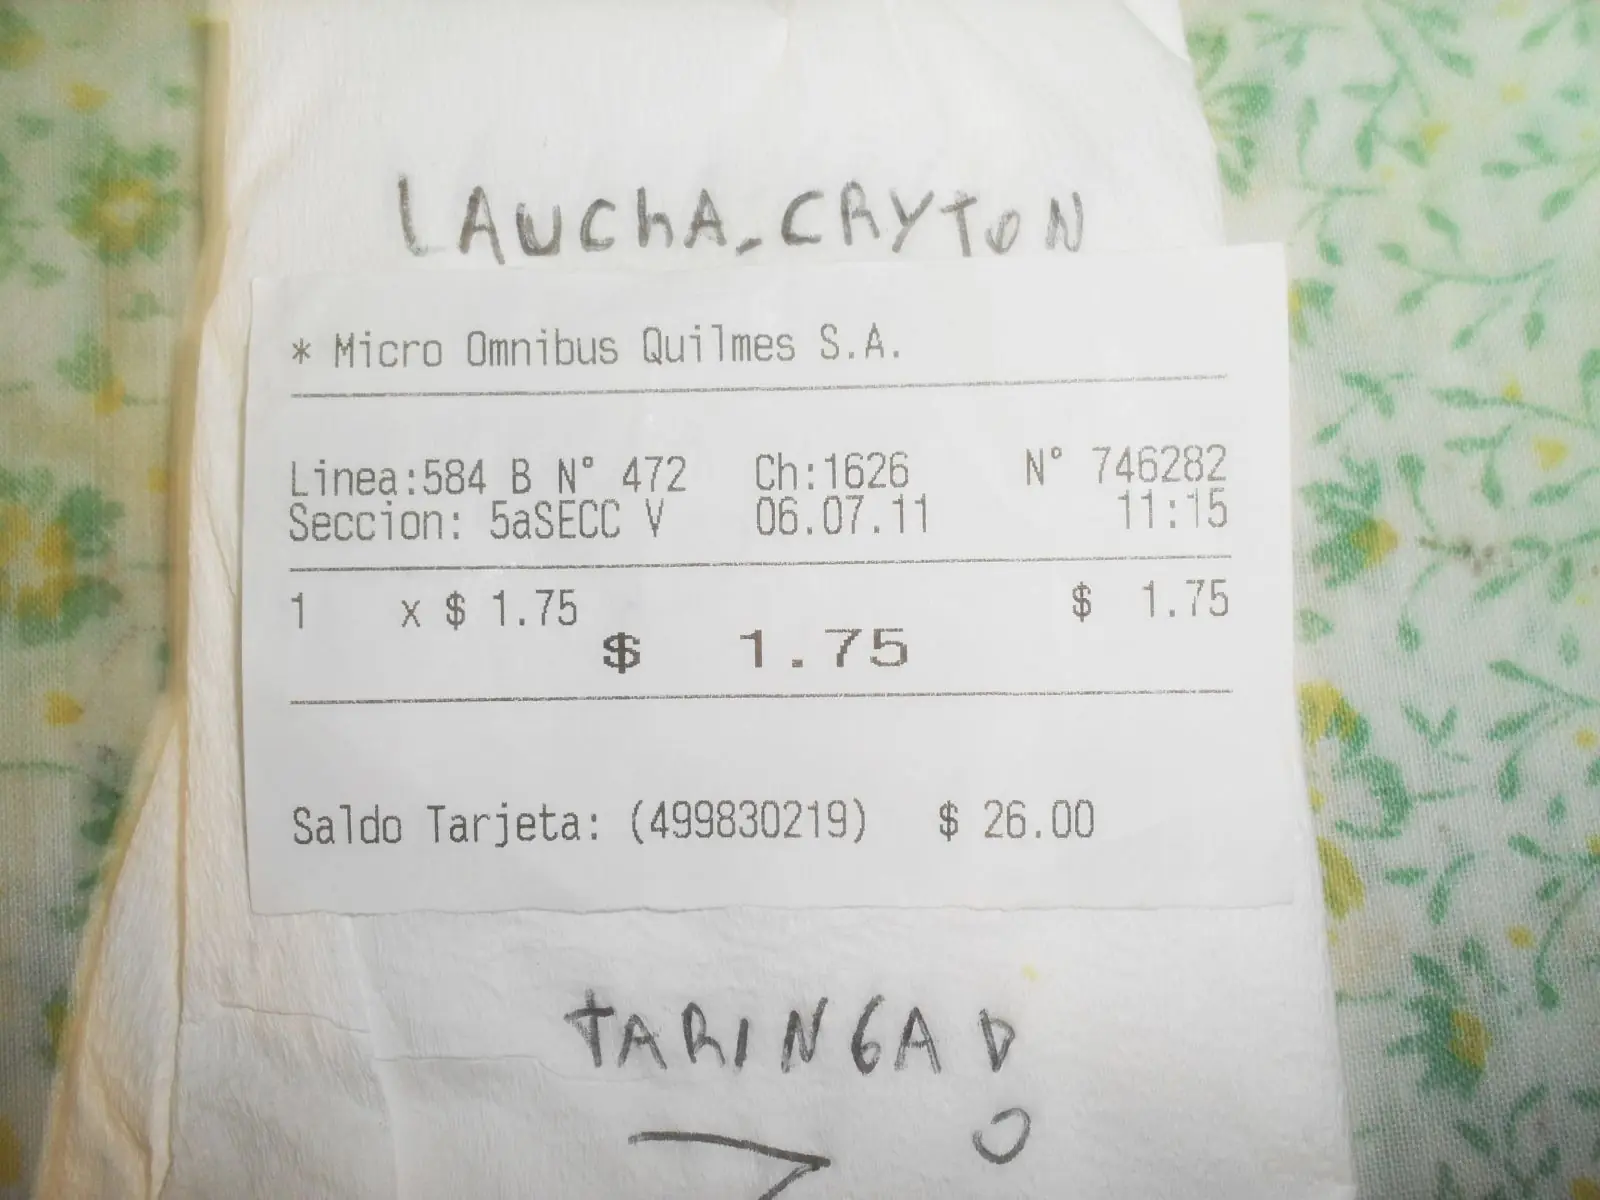 LAUChA_CRYTON
* Micro Omnibus Quilmes S.A.
Linea:584 B N° 472 Ch:1626 N° 746282
Seccion: 5aSECC V 06.07.11 11:15
1 x $ 1.75 $ 1.75
$ 1.75
Saldo Tarjeta: (499830219) $ 26.00
TARINGA!